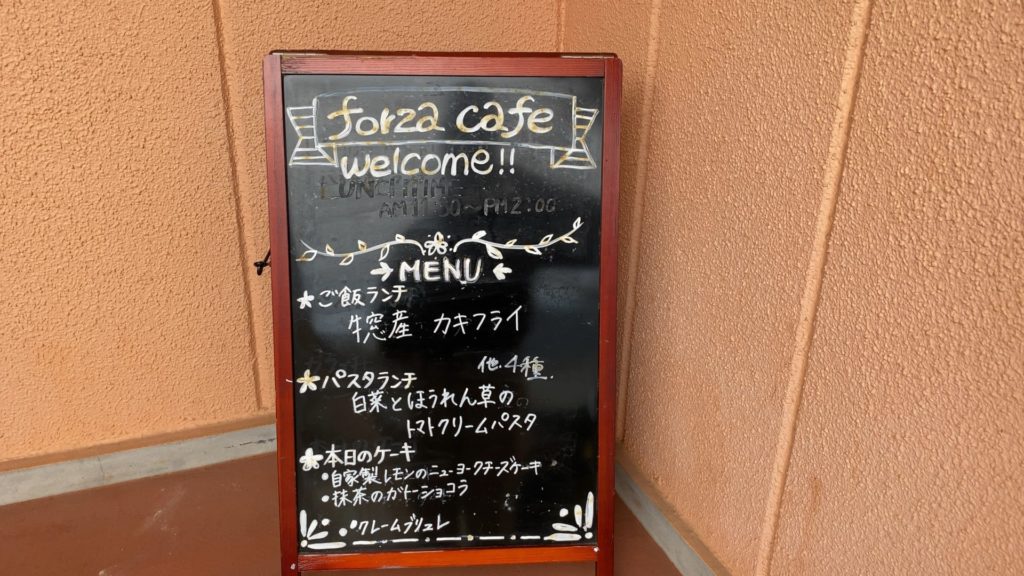 forza cafe
welcome!!
LUNCHTIME
AM11:30～PM2:00
→MENU←
ご飯ランチ
牛窓産 カキフライ
他.4種.
パスタランチ
白菜とほうれん草の
トマトクリームパスタ
本日のケーキ
•自家製レモンのニューヨークチーズケーキ
•抹茶のガトーショコラ
•クレームブリュレ